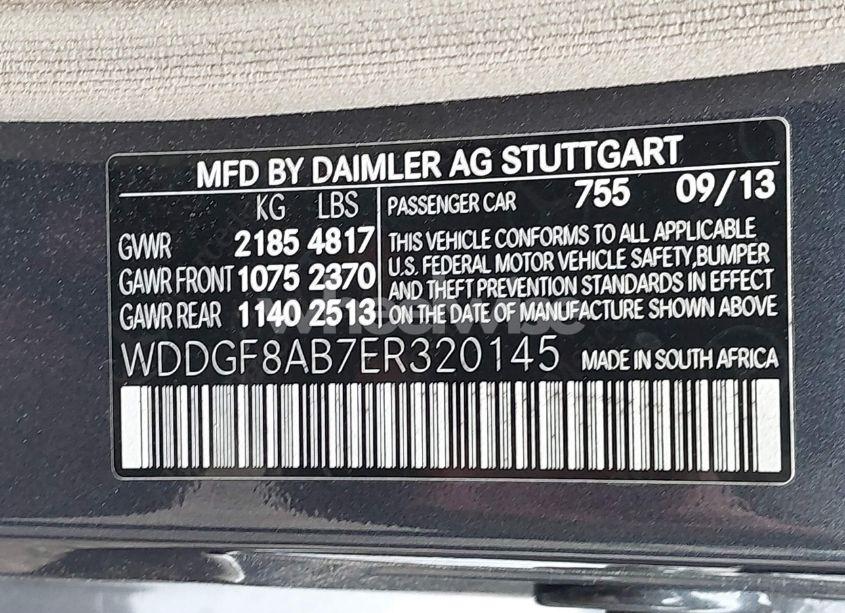 MFD BY DAIMLER AG STUTTGART
KG LBS PASSENGER CAR 755 09/13
GVWR 2185 4817 THIS VEHICLE CONFORMS TO ALL APPLICABLE
GAWR FRONT 1075 2370 U.S. FEDERAL MOTOR VEHICLE SAFETY,BUMPER
AND THEFT PREVENTION STANDARDS IN EFFECT
GAWR REAR 1140 2513 ON THE DATE OF MANUFACTURE SHOWN ABOVE
wheelwise
WDDGF8AB7ER320145 MADE IN SOUTH AFRICA